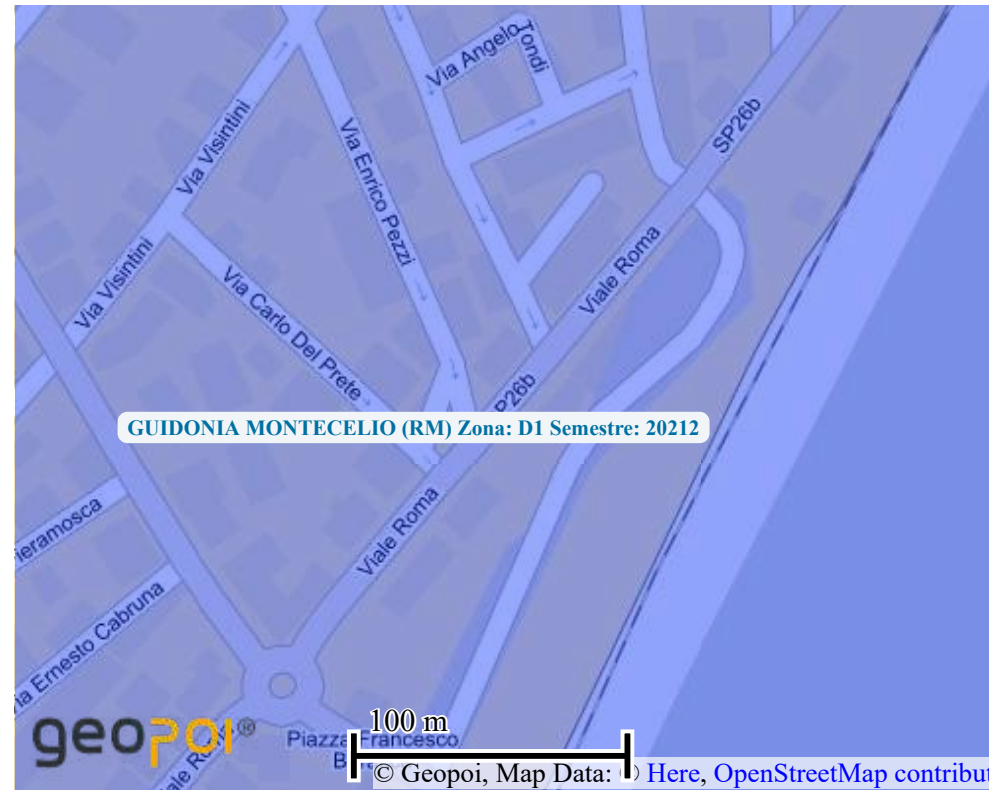 Via Angelo
Tondi
SP26b
Via Visintini
Via Enrico Pezzi
Viale Roma
Via Visintini
Via Carlo Del Prete
P26b
GUIDONIA MONTECELIO (RM) Zona: D1 Semestre: 20212
Viale Roma
ieramosca
ia Ernesto Cabruna
geopoi®
100 m
Piazza Francesco
© Geopoi, Map Data: © Here, OpenStreetMap contribut